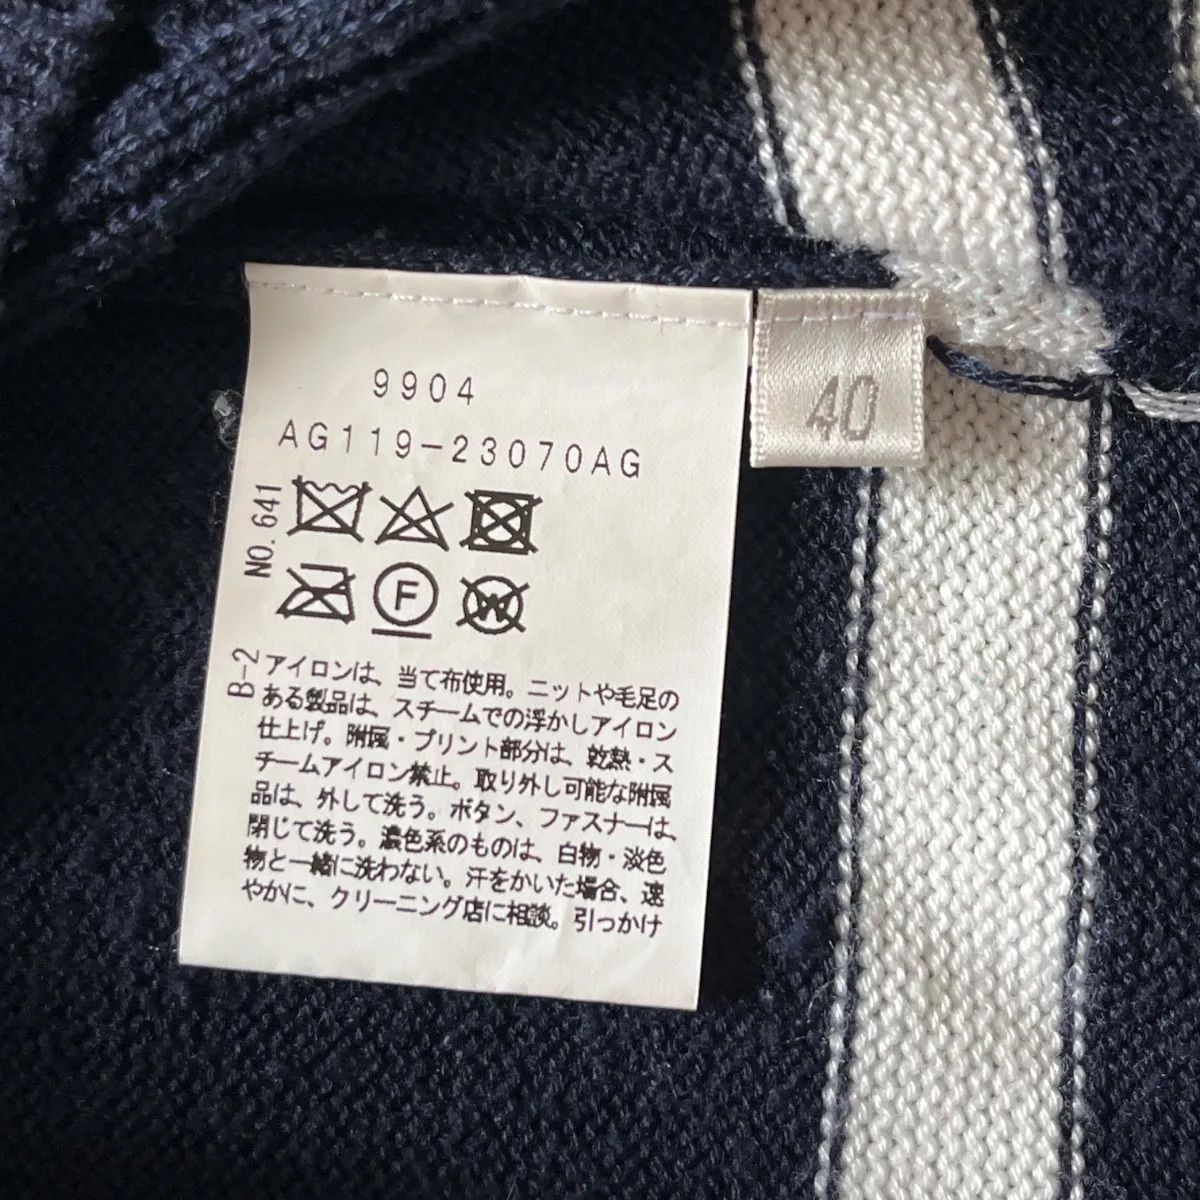 9904
AG119-23070AG
40
NO.641
F
W
B-2
アイロンは、当て布使用。ニットや毛足の
ある製品は、スチームでの浮かしアイロン
仕上げ。附属・プリント部分は、乾熱・ス
チームアイロン禁止。取り外し可能な附属
品は、外して洗う。ボタン、ファスナーは、
閉じて洗う。濃色系のものは、白物・淡色
物と一緒に洗わない。汗をかいた場合、速
やかに、クリーニング店に相談。引っかけ